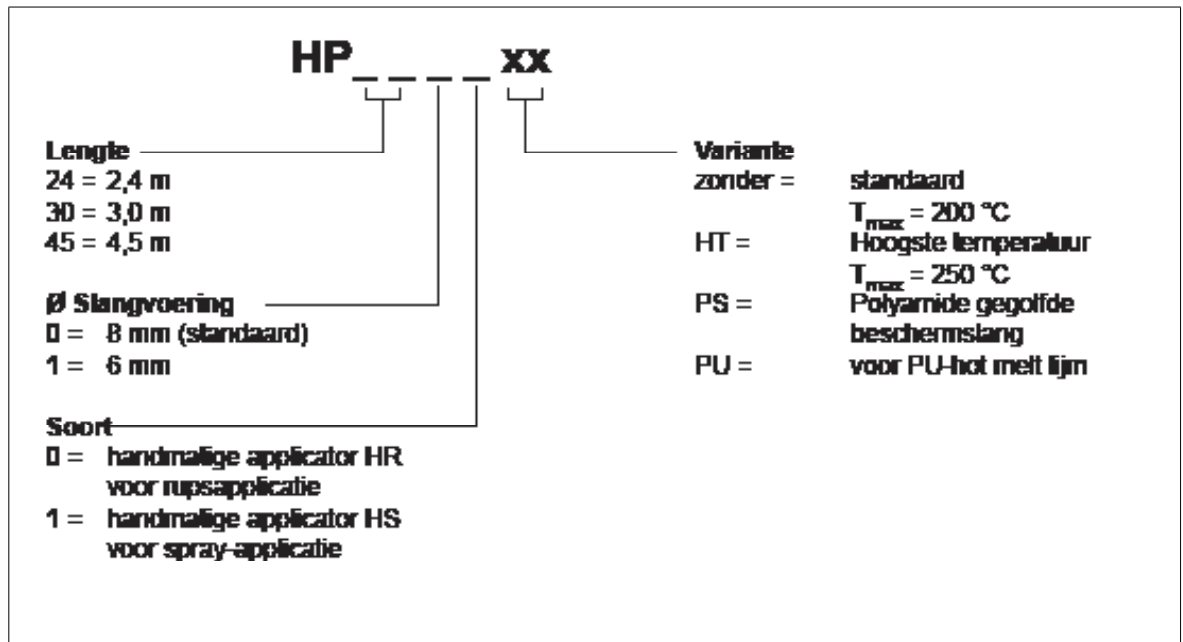 HP_ _ _ _ xx
Lengte
24 = 2,4 m
30 = 3,0 m
45 = 4,5 m
Ø Slangvoering
0 = 8 mm (standaard)
1 = 6 mm
Soort
0 = handmatige applicator HR
voor rupsapplicatie
1 = handmatige applicator HS
voor spray-applicatie
Variante
zonder = standaard
Tmax = 200 °C
HT = Hoogste temperatuur
Tmax = 250 °C
PS = Polyamide gegolfde
beschermslang
PU = voor PU-hot melt lijm